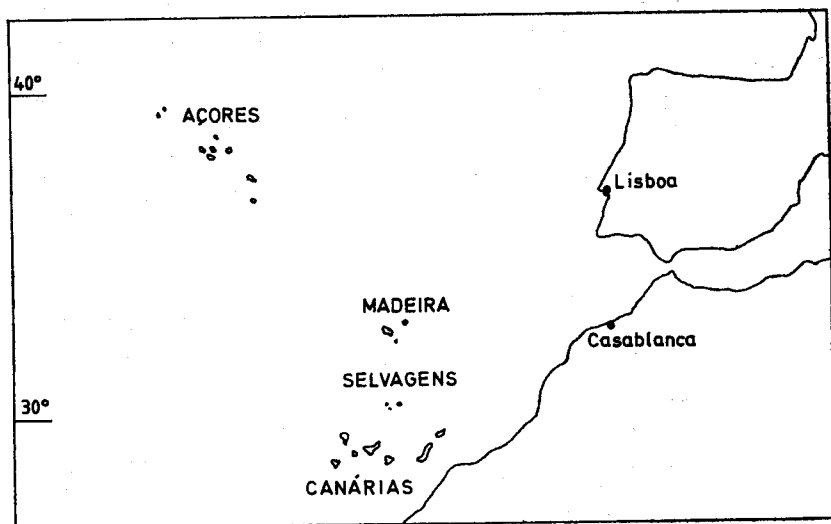 40°
AÇORES
Lisboa
MADEIRA
Casablanca
SELVAGENS
30°
CANÁRIAS